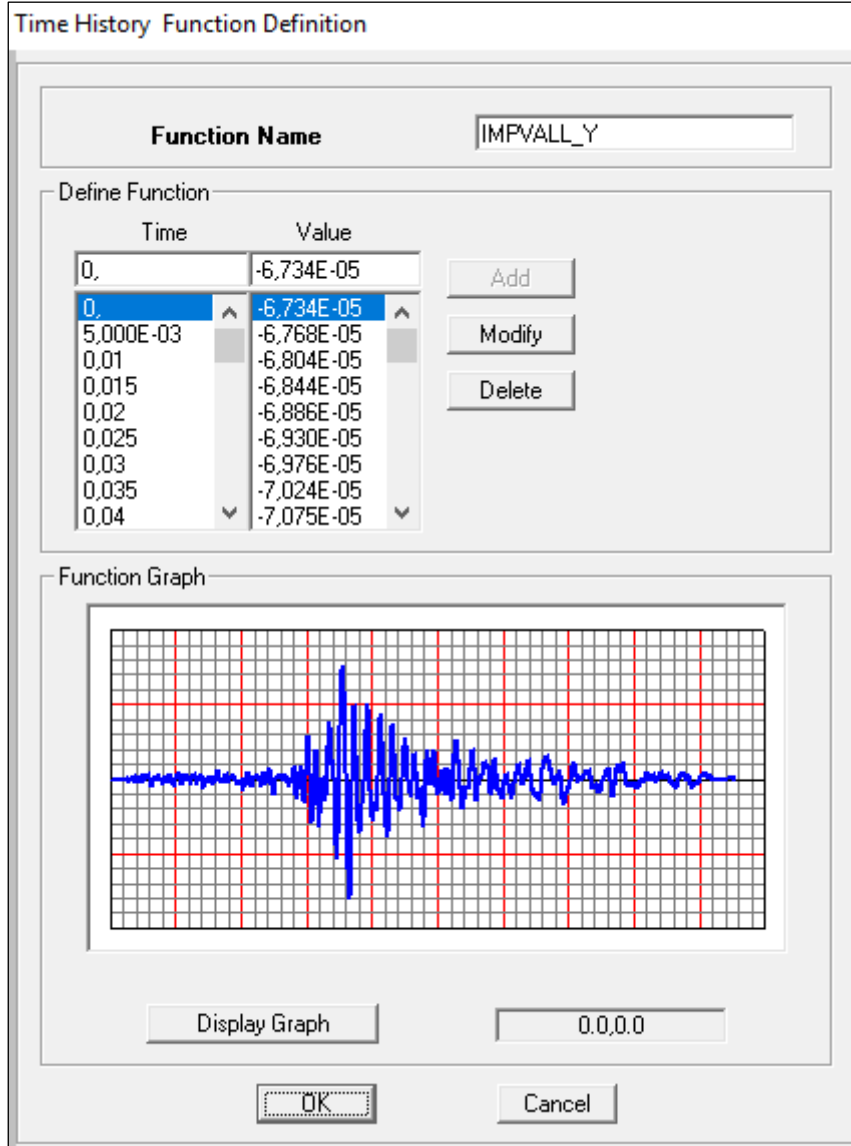 Time History Function Definition
Function Name IMPVALL_Y
Define Function
Time Value
0, -6,734E-05 Add
0, -6,734E-05
5,000E-03 -6,768E-05 Modify
0,01 -6,804E-05
0,015 -6,844E-05 Delete
0,02 -6,886E-05
0,025 -6,930E-05
0,03 -6,976E-05
0,035 -7,024E-05
0,04 -7,075E-05
Function Graph
Display Graph 0.0,0.0
OK Cancel